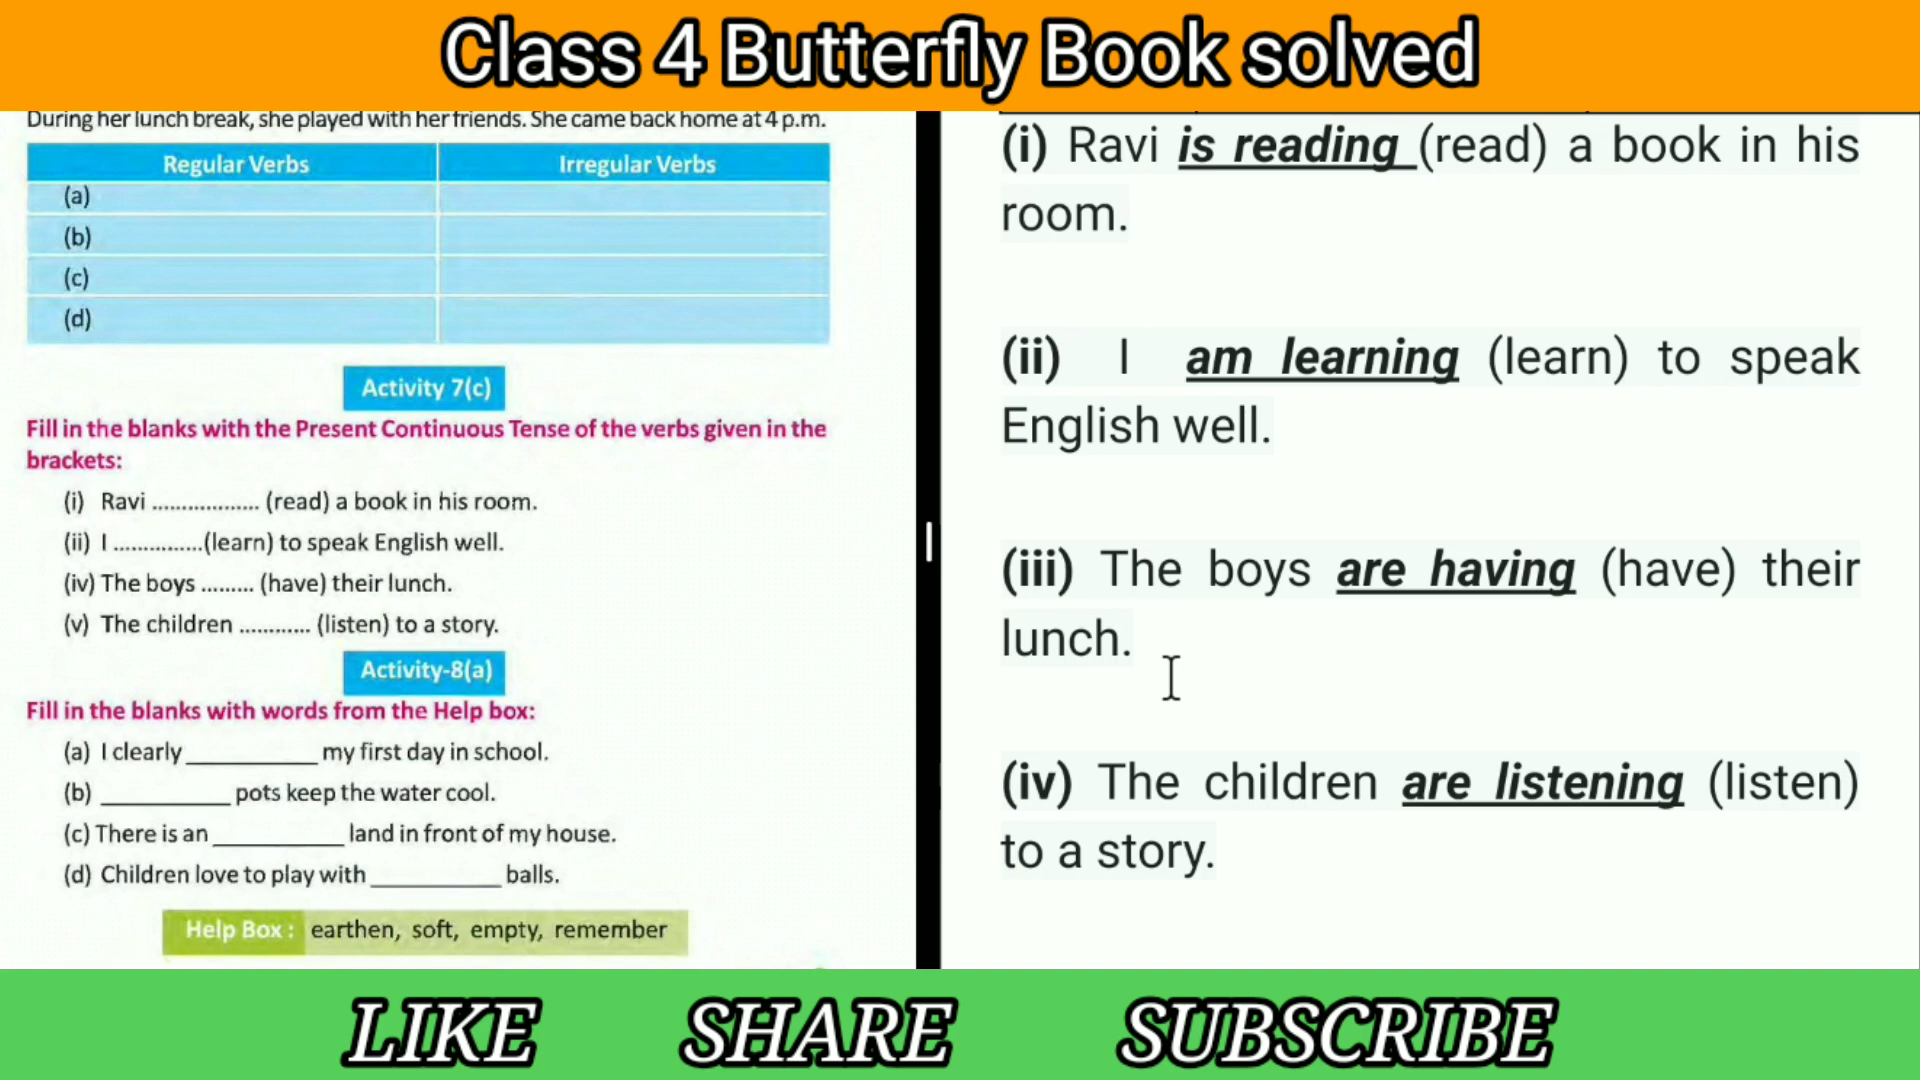 Class 4 Butterfly Book solved
During her lunch break, she played with her friends. She came back home at 4 p.m.
Regular Verbs Irregular Verbs
(a)
(b)
(c)
(d)
Activity 7(c)
Fill in the blanks with the Present Continuous Tense of the verbs given in the
brackets:
(i) Ravi .................. (read) a book in his room.
(ii) I ...............(learn) to speak English well.
(iv) The boys ......... (have) their lunch.
(v) The children ............ (listen) to a story.
Activity-8(a)
Fill in the blanks with words from the Help box:
(a) I clearly ____________ my first day in school.
(b) ____________ pots keep the water cool.
(c) There is an ____________ land in front of my house.
(d) Children love to play with ____________ balls.
Help Box : earthen, soft, empty, remember
(i) Ravi is reading (read) a book in his
room.
(ii) I am learning (learn) to speak
English well.
(iii) The boys are having (have) their
lunch.
(iv) The children are listening (listen)
to a story.
LIKE SHARE SUBSCRIBE